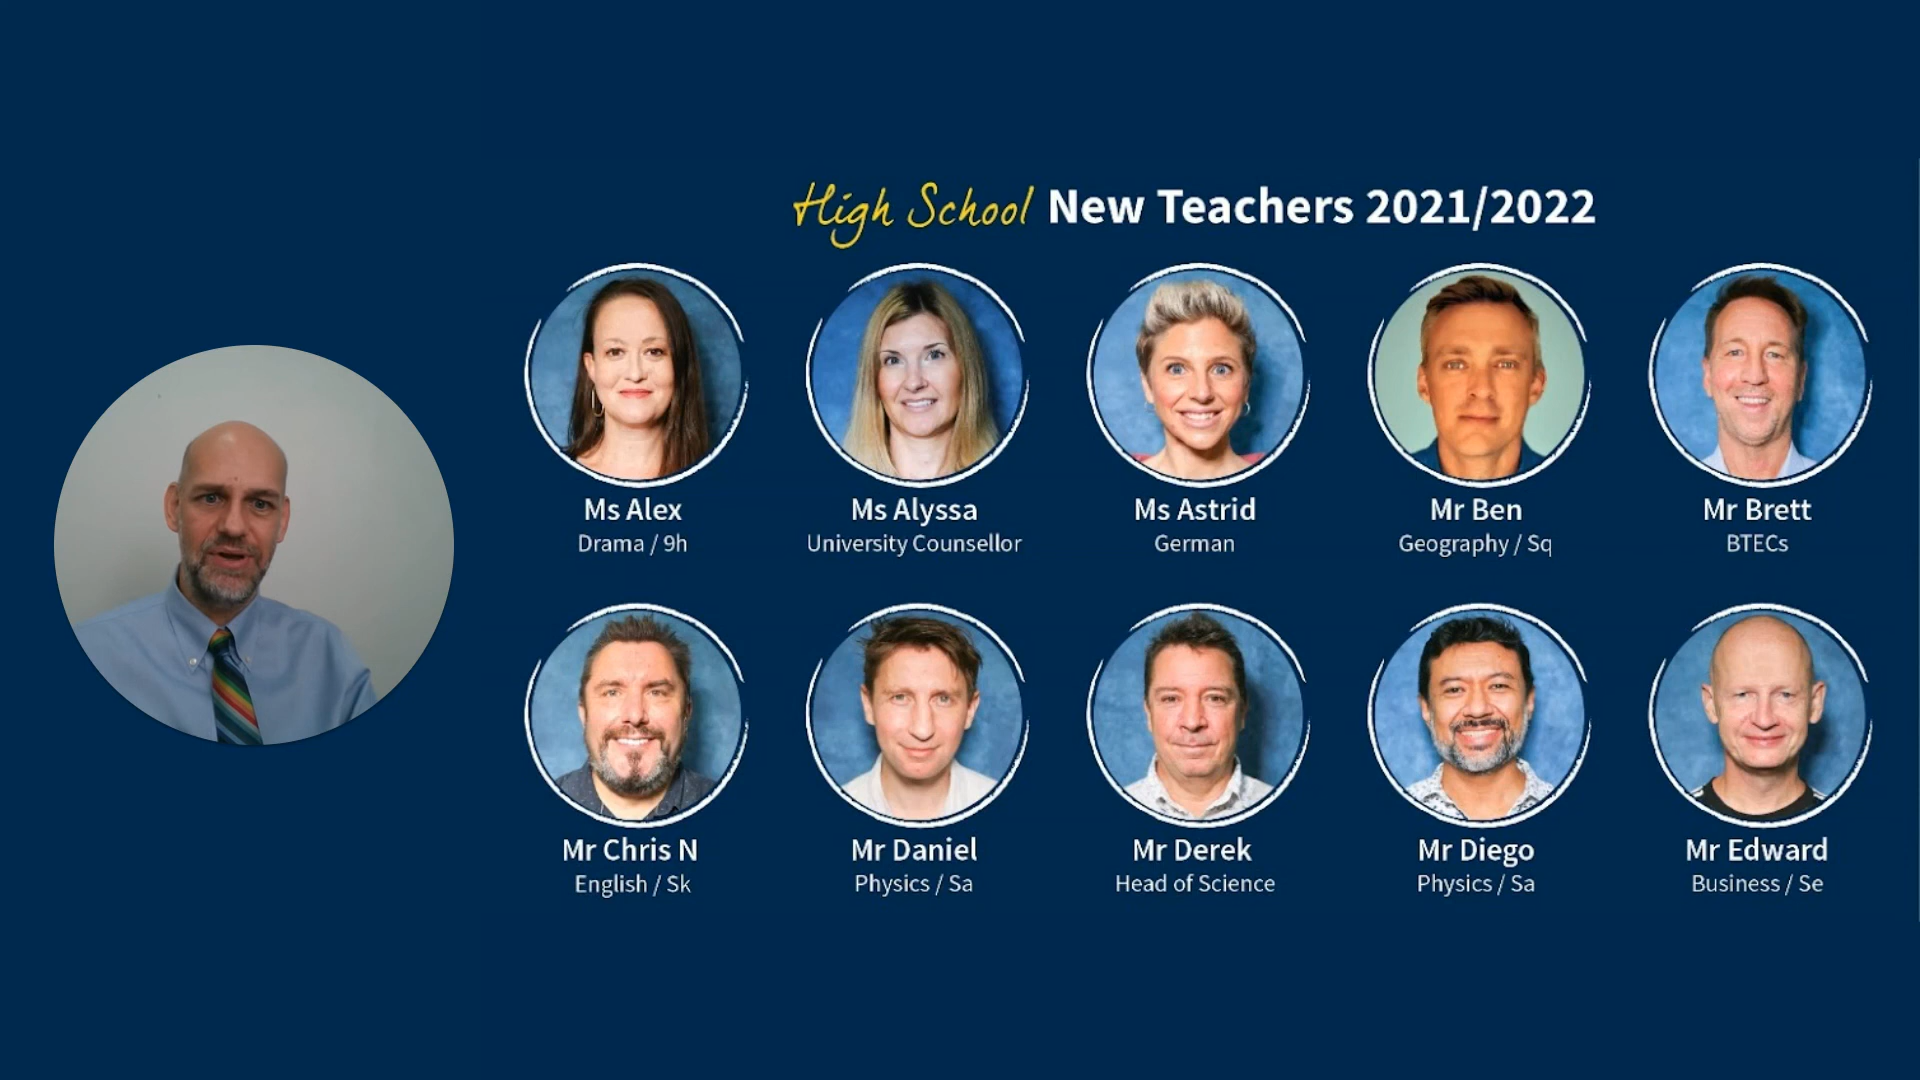 High School New Teachers 2021/2022
Ms Alex
Drama / 9h
Ms Alyssa
University Counsellor
Ms Astrid
German
Mr Ben
Geography / Sq
Mr Brett
BTECs
Mr Chris N
English / Sk
Mr Daniel
Physics / Sa
Mr Derek
Head of Science
Mr Diego
Physics / Sa
Mr Edward
Business / Se